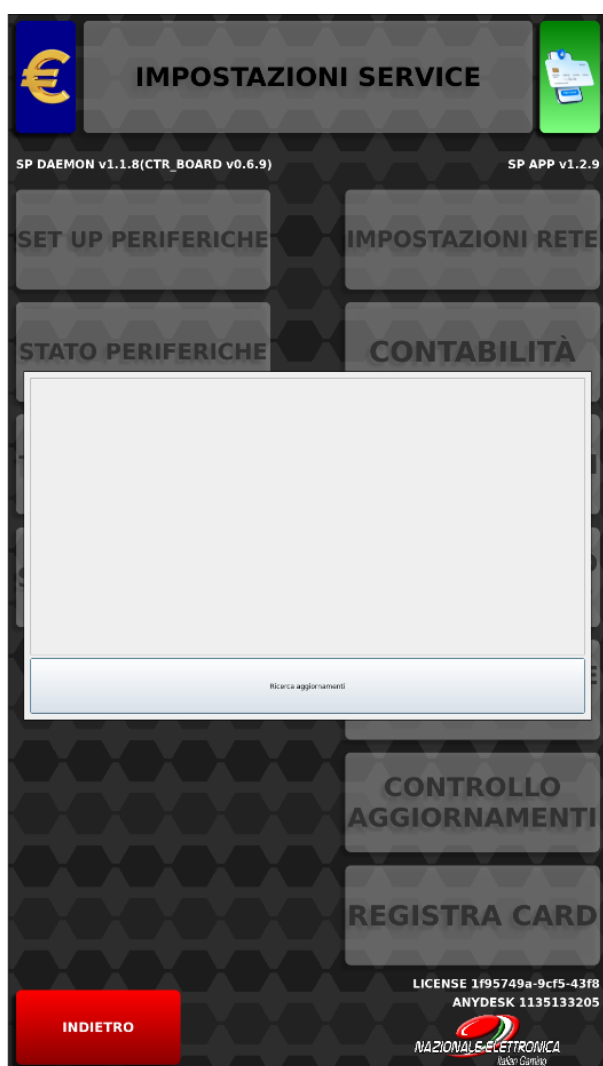 IMPOSTAZIONI SERVICE
SP DAEMON v1.1.8(CTR_BOARD v0.6.9)
SP APP v1.2.9
SET UP PERIFERICHE
IMPOSTAZIONI RETE
STATO PERIFERICHE
CONTABILITÀ
Ricerca aggiornamenti
CONTROLLO
AGGIORNAMENTI
REGISTRA CARD
LICENSE 1f95749a-9cf5-43f8
ANYDESK 1135133205
INDIETRO
NAZIONALE ELETTRONICA
Italian Gaming